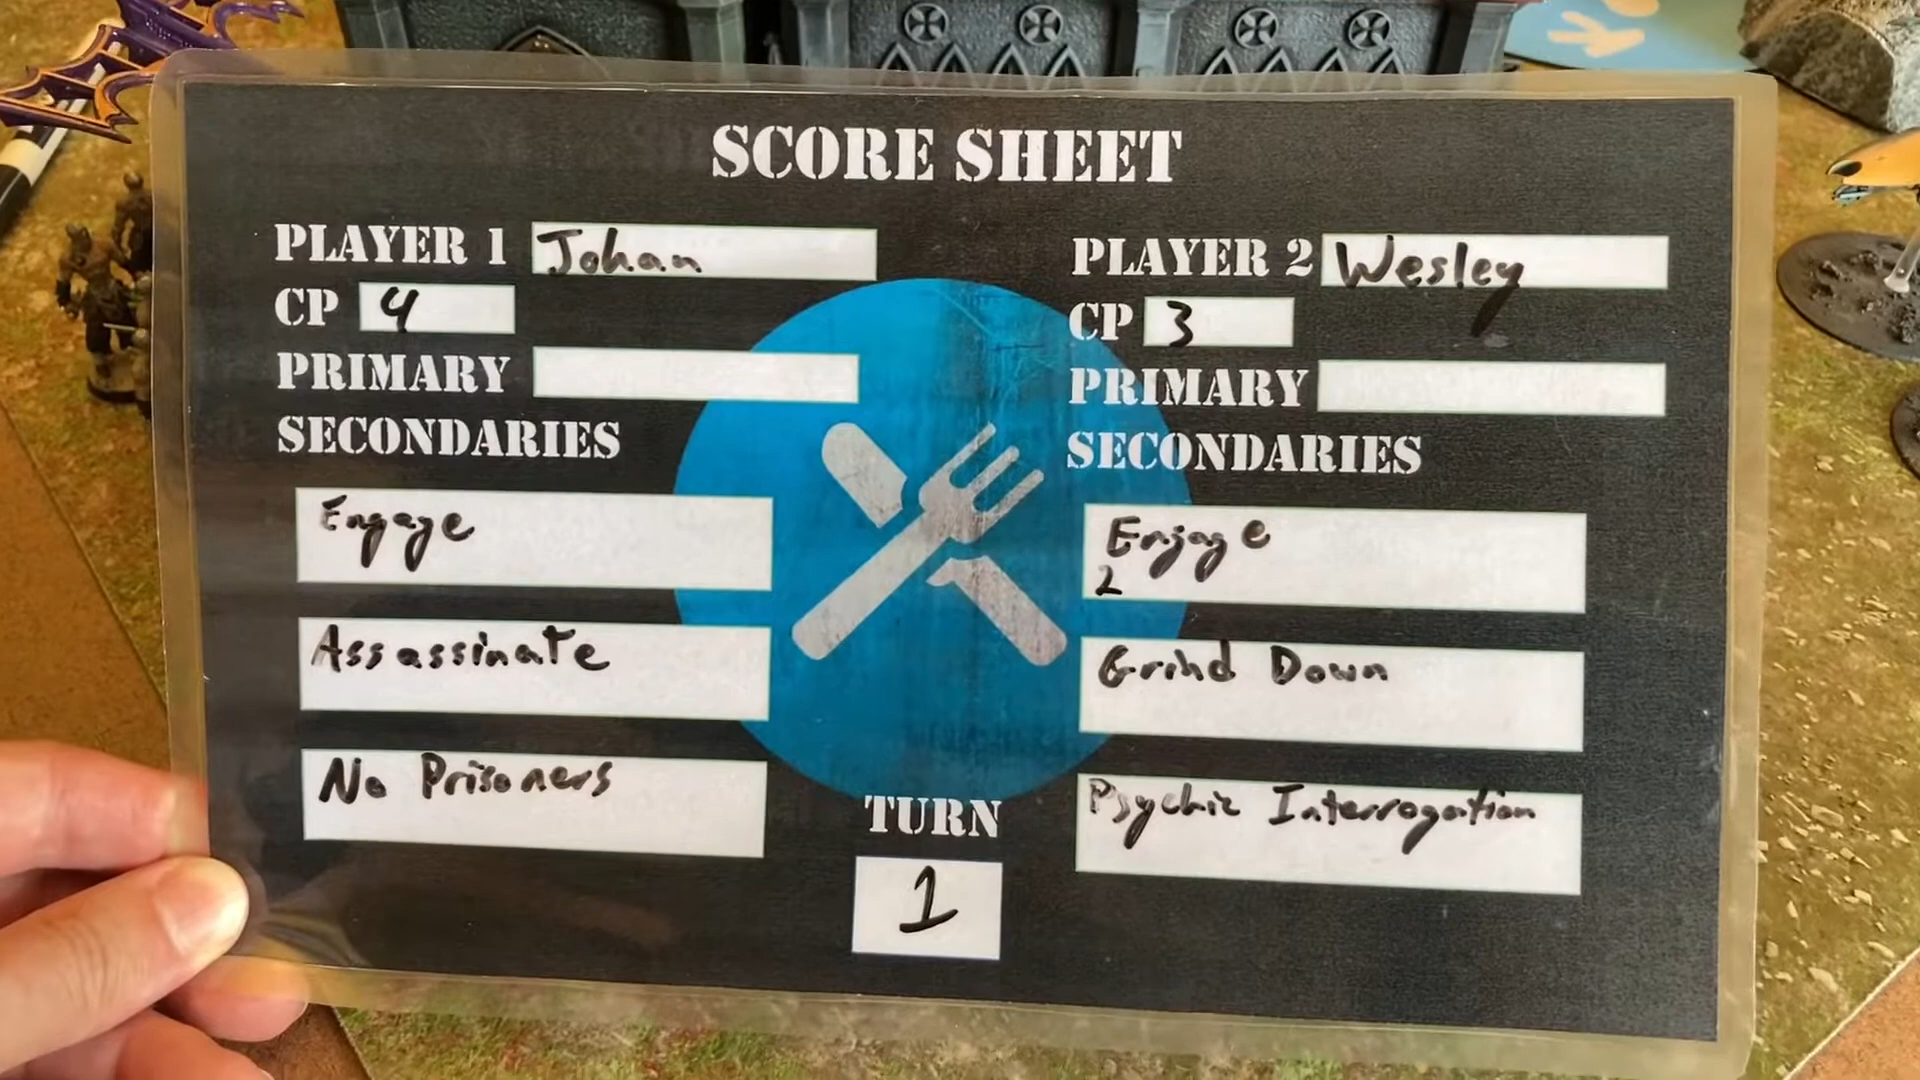 SCORE SHEET
PLAYER 1 Johan
CP 4
PRIMARY
SECONDARIES
Engage
Assassinate
No Prisoners
PLAYER 2 Wesley
CP 3
PRIMARY
SECONDARIES
Engage
2
Grind Down
Psychic Interrogation
TURN
1